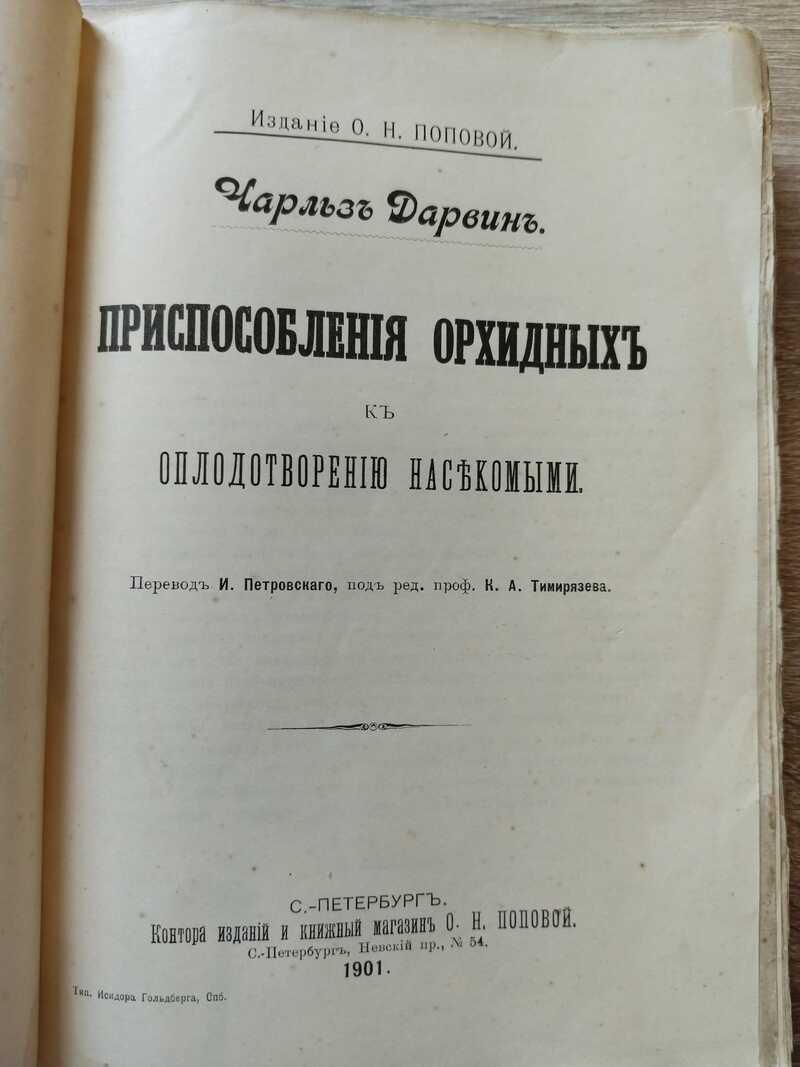 Изданіе О. Н. ПОПОВОЙ.
Чарльзъ Дарвинъ.
ПРИСПОСОБЛЕНІЯ ОРХИДНЫХЪ
КЪ
ОПЛОДОТВОРЕНІЮ НАСѢКОМЫМИ.
Переводъ И. Петровскаго, подъ ред. проф. К. А. Тимирязева.
С.-ПЕТЕРБУРГЪ.
Контора изданій и книжный магазинъ О. Н. ПОПОВОЙ.
С.-Петербургъ, Невскій пр., № 54.
1901.
Тип. Исидора Гольдберга, Спб.